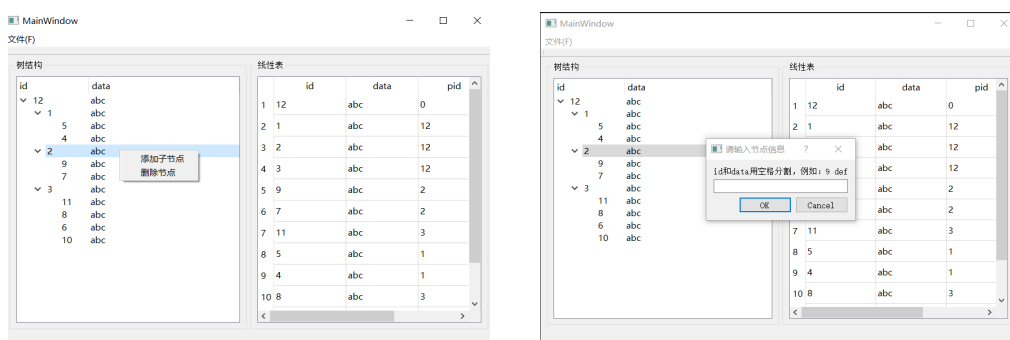 MainWindow
文件(F)
树结构
id data
12 abc
1 abc
5 abc
4 abc
2 abc
9 abc
7 abc
3 abc
11 abc
8 abc
6 abc
10 abc
添加子节点
删除节点
线性表
id data pid
1 12 abc 0
2 1 abc 12
3 2 abc 12
4 3 abc 12
5 9 abc 2
6 7 abc 2
7 11 abc 3
8 5 abc 1
9 4 abc 1
10 8 abc 3
MainWindow
文件(F)
树结构
id data
12 abc
1 abc
5 abc
4 abc
2 abc
9 abc
7 abc
3 abc
11 abc
8 abc
6 abc
10 abc
线性表
id data pid
1 12 abc 0
2 1 abc 12
abc 12
abc 12
abc 2
abc 2
7 11 abc 3
8 5 abc 1
9 4 abc 1
10 8 abc 3
请输入节点信息 ?
id和data用空格分割，例如：9 def
OK Cancel